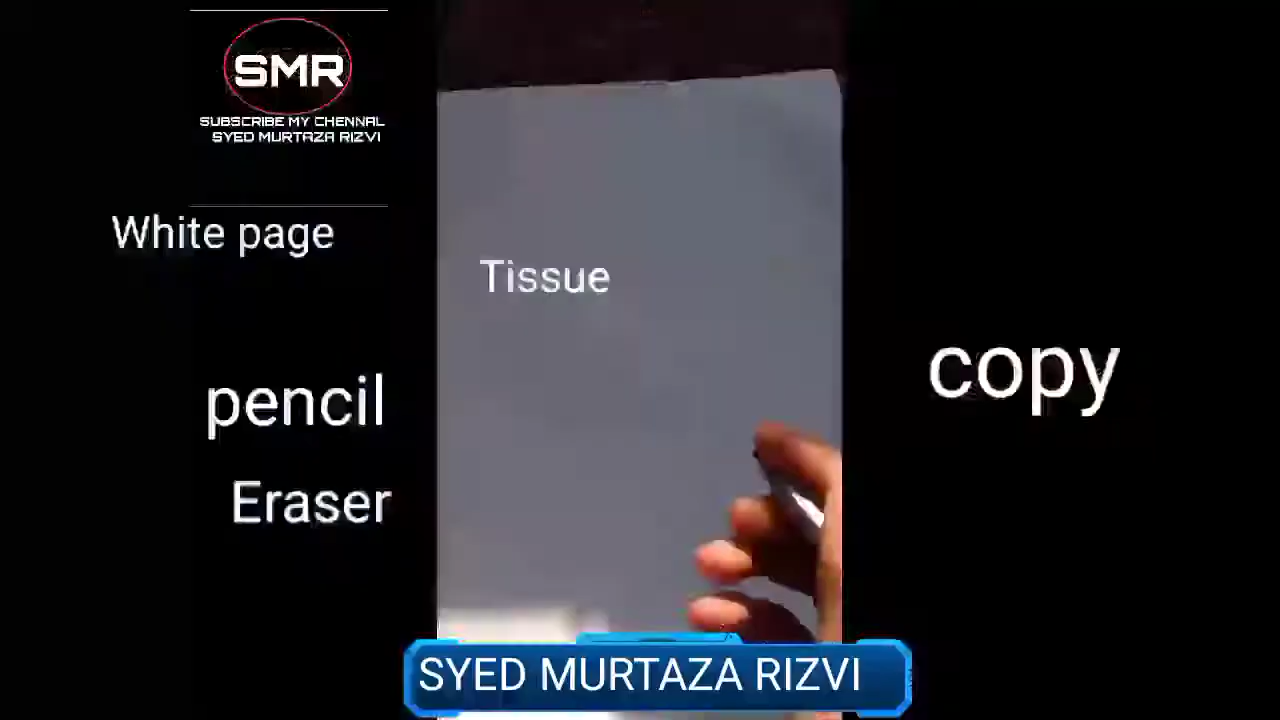 SMR
SUBSCRIBE MY CHENNAL
SYED MURTAZA RIZVI
White page
Tissue
copy
pencil
Eraser
SYED MURTAZA RIZVI